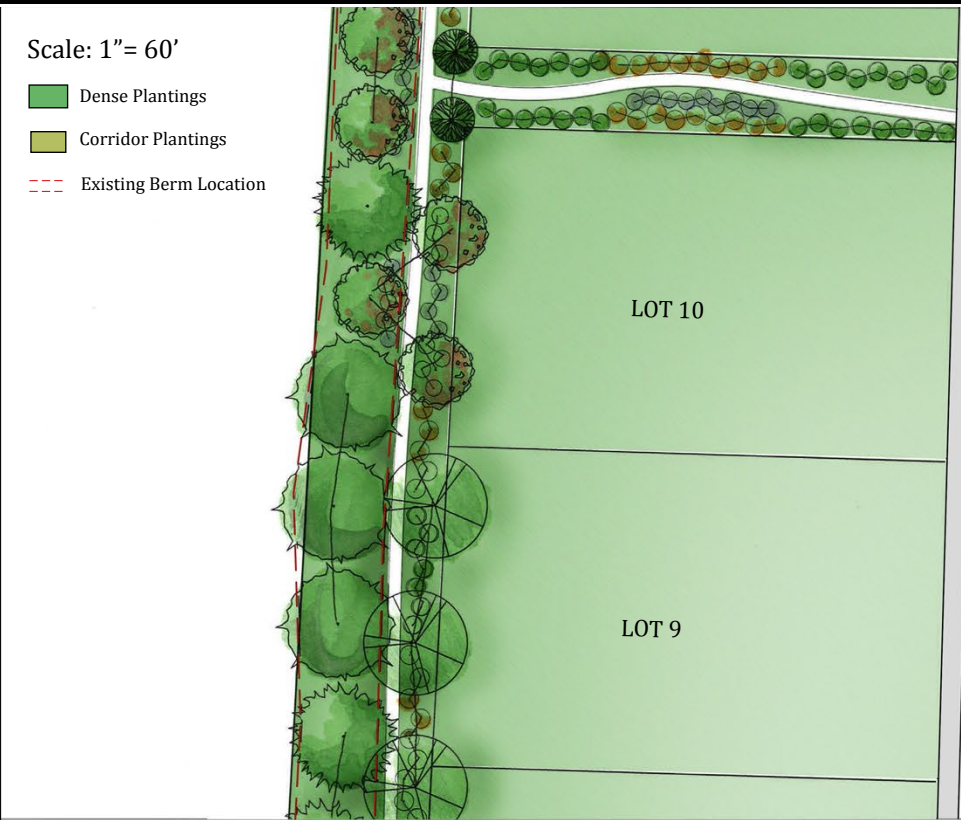 Scale: 1”= 60’
Dense Plantings
Corridor Plantings
Existing Berm Location
LOT 10
LOT 9